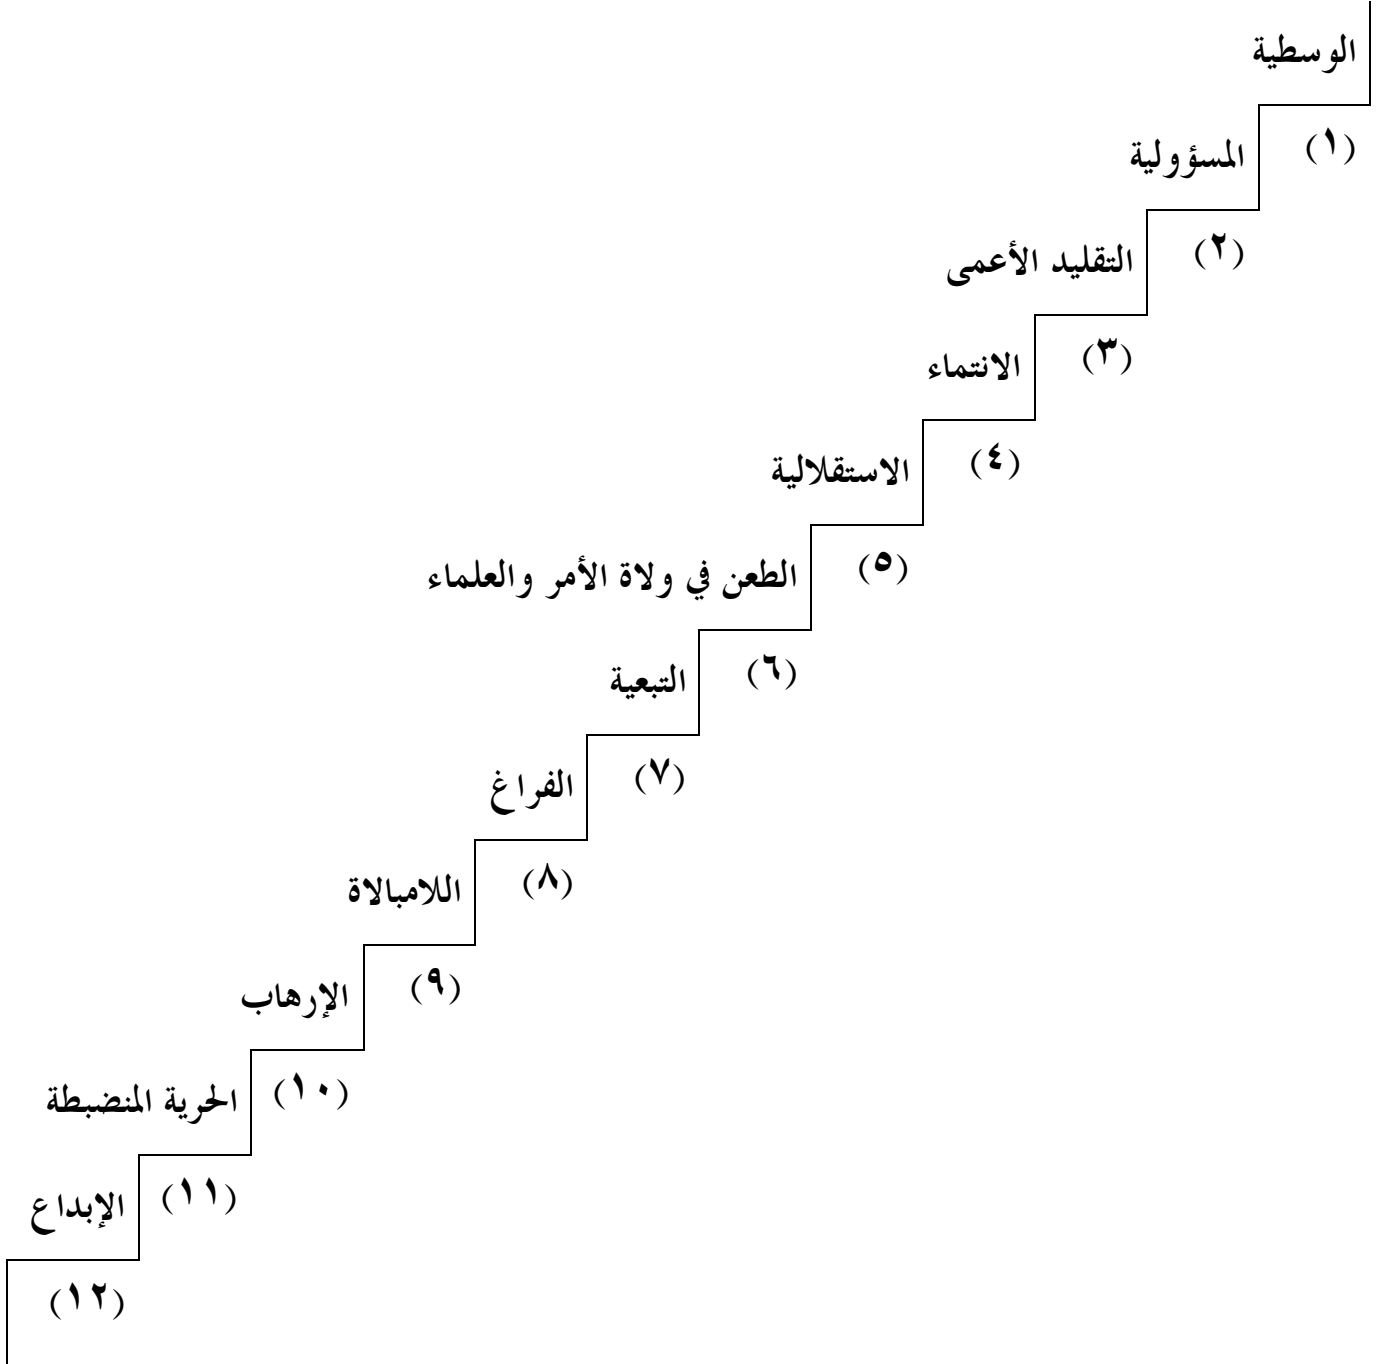 الوسطية
(١) المسؤولية
(٢) التقليد الأعمى
(٣) الانتماء
(٤) الاستقلالية
(٥) الطعن في ولاة الأمر والعلماء
(٦) التبعية
(٧) الفراغ
(٨) اللامبالاة
(٩) الإرهاب
(١٠) الحرية المنضبطة
(١١) الإبداع
(١٢)